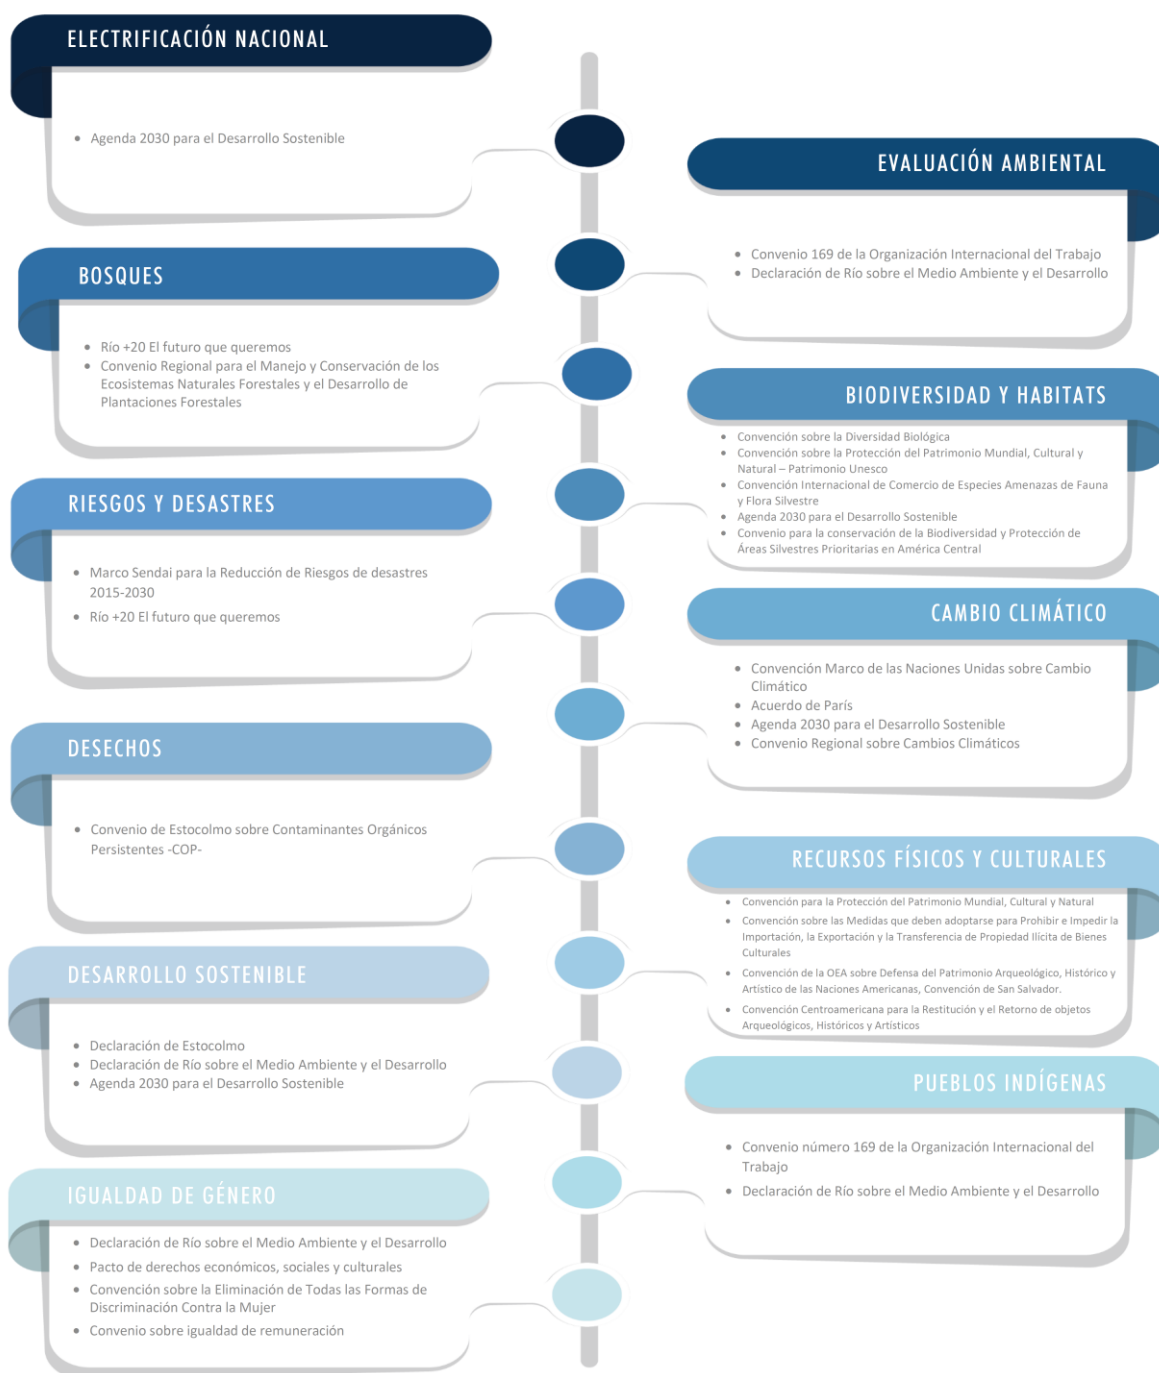 ELECTRIFICACIÓN NACIONAL
• Agenda 2030 para el Desarrollo Sostenible
EVALUACIÓN AMBIENTAL
• Convenio 169 de la Organización Internacional del Trabajo
• Declaración de Río sobre el Medio Ambiente y el Desarrollo
BOSQUES
• Río +20 El futuro que queremos
• Convenio Regional para el Manejo y Conservación de los
Ecosistemas Naturales Forestales y el Desarrollo de
Plantaciones Forestales
BIODIVERSIDAD Y HABITATS
• Convención sobre la Diversidad Biológica
• Convención sobre la Protección del Patrimonio Mundial, Cultural y
Natural – Patrimonio Unesco
• Convención Internacional de Comercio de Especies Amenazas de Fauna
y Flora Silvestre
• Agenda 2030 para el Desarrollo Sostenible
• Convenio para la conservación de la Biodiversidad y Protección de
Áreas Silvestres Prioritarias en América Central
RIESGOS Y DESASTRES
• Marco Sendai para la Reducción de Riesgos de desastres
2015-2030
• Río +20 El futuro que queremos
CAMBIO CLIMÁTICO
• Convención Marco de las Naciones Unidas sobre Cambio
Climático
• Acuerdo de París
• Agenda 2030 para el Desarrollo Sostenible
• Convenio Regional sobre Cambios Climáticos
DESECHOS
• Convenio de Estocolmo sobre Contaminantes Orgánicos
Persistentes -COP-
RECURSOS FÍSICOS Y CULTURALES
• Convención para la Protección del Patrimonio Mundial, Cultural y Natural
• Convención sobre las Medidas que deben adoptarse para Prohibir e Impedir la
Importación, la Exportación y la Transferencia de Propiedad Ilícita de Bienes
Culturales
• Convención de la OEA sobre Defensa del Patrimonio Arqueológico, Histórico y
Artístico de las Naciones Americanas, Convención de San Salvador.
• Convención Centroamericana para la Restitución y el Retorno de objetos
Arqueológicos, Históricos y Artísticos
DESARROLLO SOSTENIBLE
• Declaración de Estocolmo
• Declaración de Río sobre el Medio Ambiente y el Desarrollo
• Agenda 2030 para el Desarrollo Sostenible
PUEBLOS INDÍGENAS
• Convenio número 169 de la Organización Internacional del
Trabajo
• Declaración de Río sobre el Medio Ambiente y el Desarrollo
IGUALDAD DE GÉNERO
• Declaración de Río sobre el Medio Ambiente y el Desarrollo
• Pacto de derechos económicos, sociales y culturales
• Convención sobre la Eliminación de Todas las Formas de
Discriminación Contra la Mujer
• Convenio sobre igualdad de remuneración